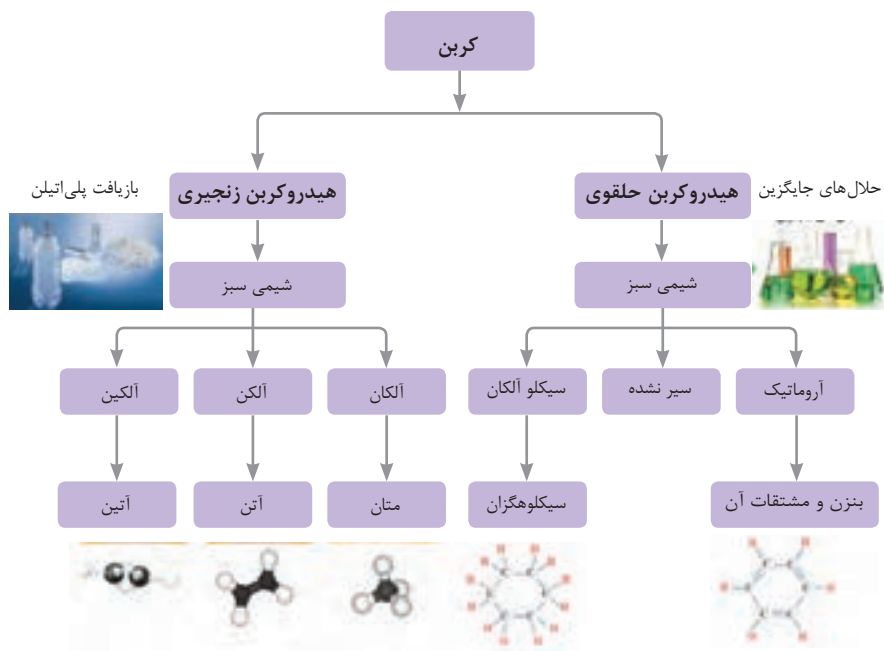 کربن
هیدروکربن حلقوی
هیدروکربن زنجیری
حلال‌های جایگزین
بازیافت پلی‌اتیلن
شیمی سبز
شیمی سبز
آروماتیک
سیر نشده
سیکلو آلکان
آلکان
آلکن
آلکین
بنزن و مشتقات آن
سیکلوهگزان
متان
آتن
آتین